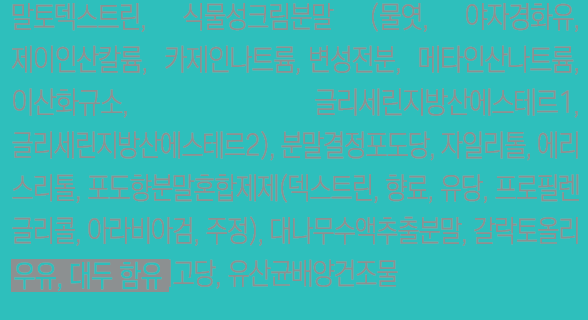 말토덱스트린, 식물성크림분말 (물엿, 야자경화유,
제이인산칼륨, 카제인나트륨, 변성전분, 메타인산나트륨,
이산화규소, 글리세린지방산에스테르1,
글리세린지방산에스테르2), 분말결정포도당, 자일리톨, 에리
스리톨, 포도향분말혼합제제(덱스트린, 향료, 유당, 프로필렌
글리콜, 아라비아검, 주정), 대나무수액추출분말, 갈락토올리
우유, 대두 함유 고당, 유산균배양건조물